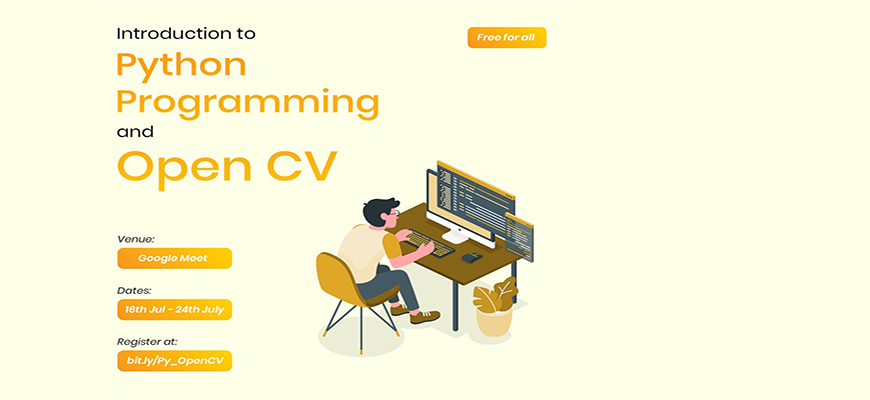 Introduction to
Free for all
Python
Programming
and
Open CV
Venue:
Google Meet
Dates:
16th Jul - 24th July
Register at:
bit.ly/Py_OpenCV